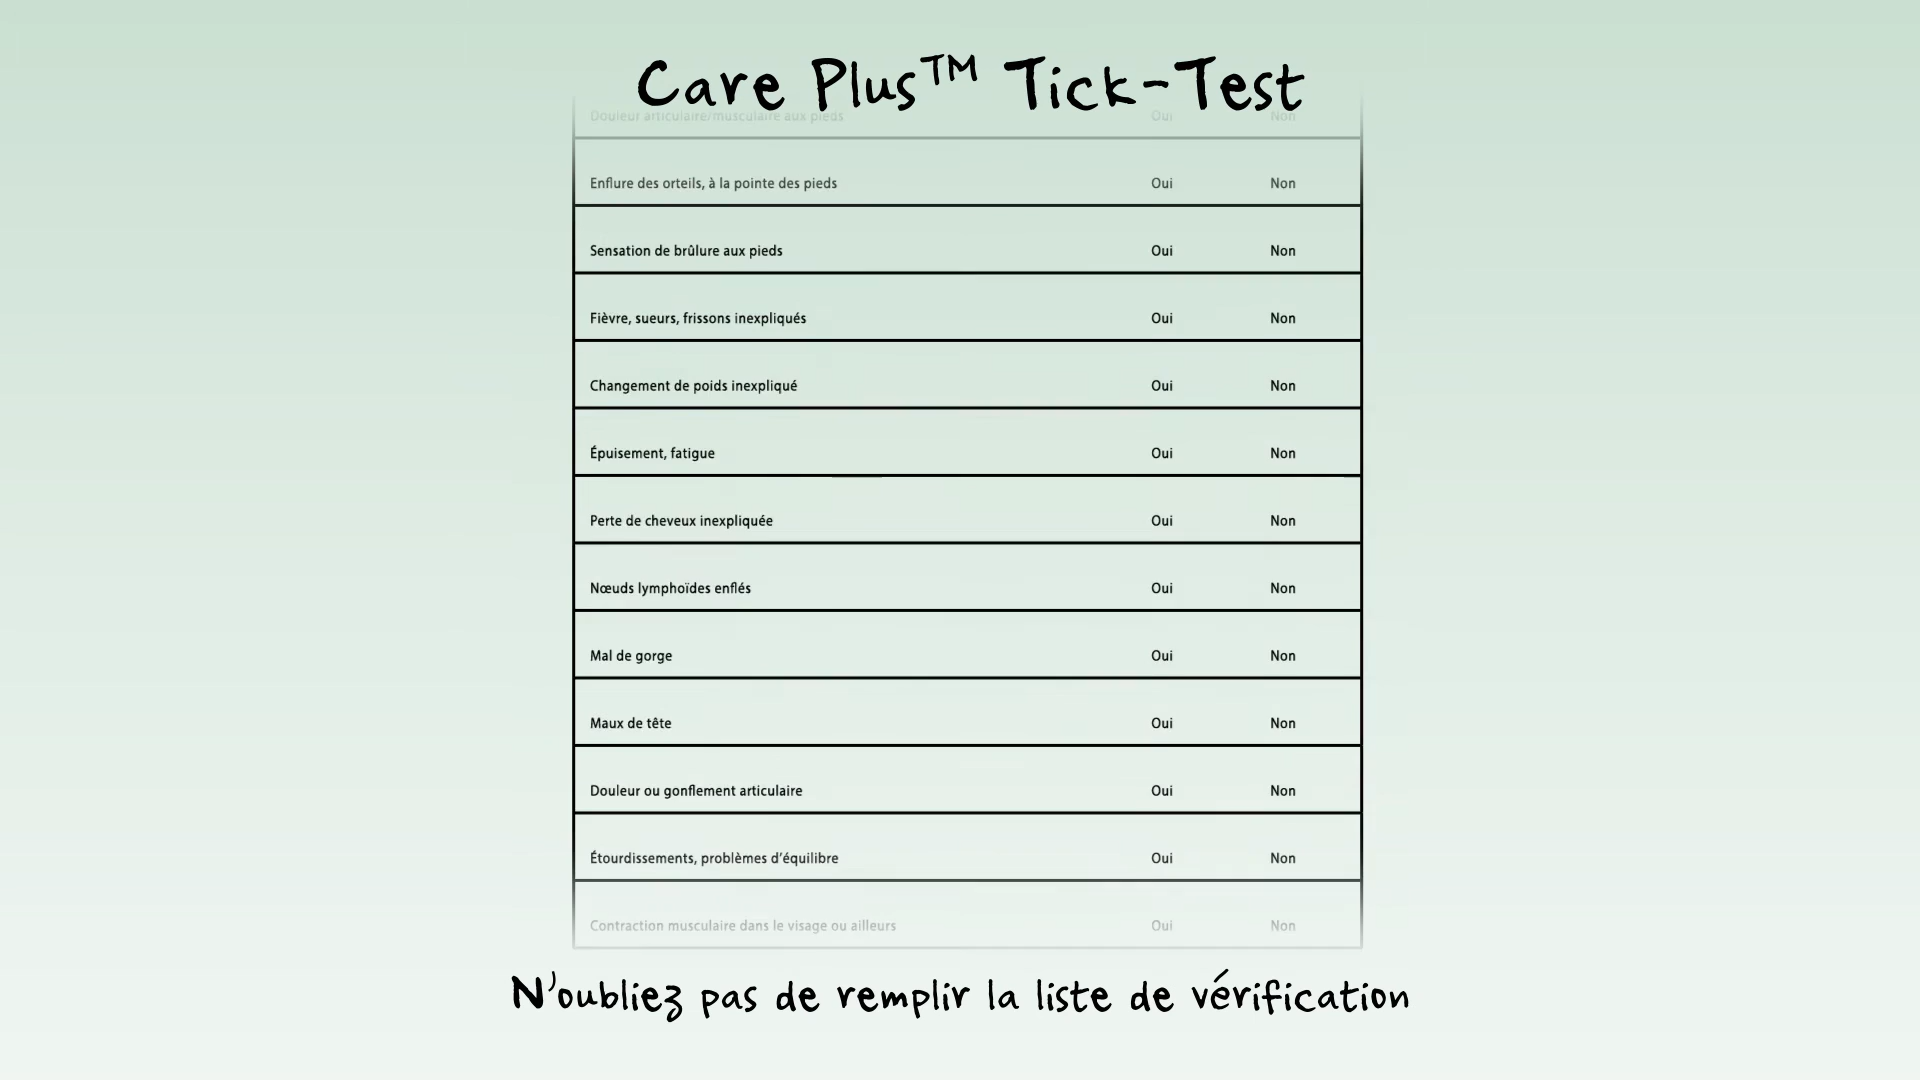 Care Plus™ Tick-Test
Douleur articulaire/musculaire aux pieds Oui Non
Enflure des orteils, à la pointe des pieds Oui Non
Sensation de brûlure aux pieds Oui Non
Fièvre, sueurs, frissons inexpliqués Oui Non
Changement de poids inexpliqué Oui Non
Épuisement, fatigue Oui Non
Perte de cheveux inexpliquée Oui Non
Nœuds lymphoïdes enflés Oui Non
Mal de gorge Oui Non
Maux de tête Oui Non
Douleur ou gonflement articulaire Oui Non
Étourdissements, problèmes d'équilibre Oui Non
Contraction musculaire dans le visage ou ailleurs Oui Non
N'oubliez pas de remplir la liste de vérification